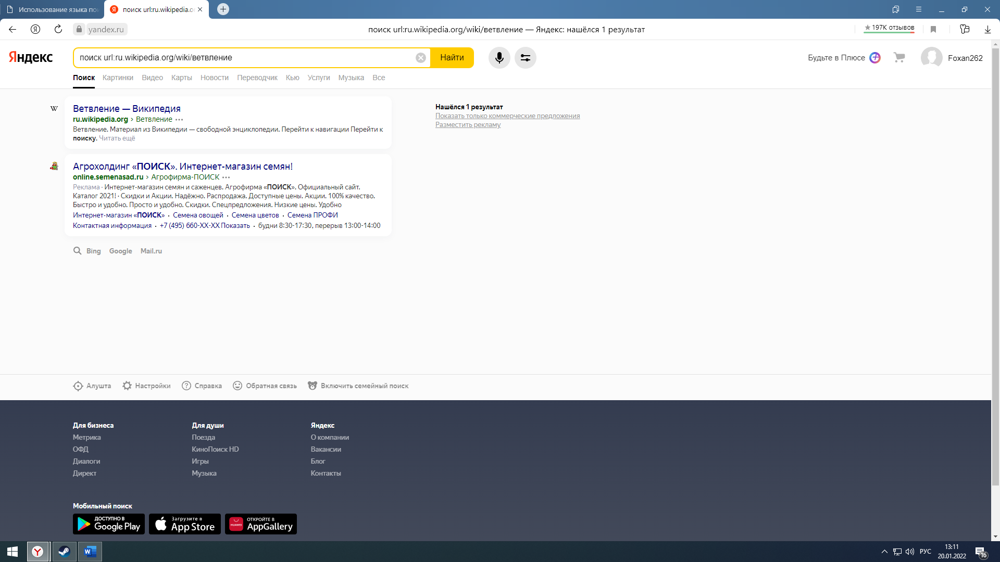 Использование языка по
поиск url:ru.wikipedia.o
yandex.ru
поиск url:ru.wikipedia.org/wiki/ветвление — Яндекс: нашёлся 1 результат
★ 197K отзывов
Яндекс
поиск url:ru.wikipedia.org/wiki/ветвление
Найти
Будьте в Плюсе
Foxan262
Поиск Картинки Видео Карты Новости Переводчик Кью Услуги Музыка Все
W
Ветвление — Википедия
ru.wikipedia.org › Ветвление
Ветвление. Материал из Википедии — свободной энциклопедии. Перейти к навигации Перейти к
поиску. Читать ещё
Нашёлся 1 результат
Показать только коммерческие предложения
Разместить рекламу
Агрохолдинг «ПОИСК». Интернет-магазин семян!
online.semenasad.ru › Агрофирма-ПОИСК
Реклама · Интернет-магазин семян и саженцев. Агрофирма «ПОИСК». Официальный сайт.
Каталог 2021! · Скидки и Акции. Надёжно. Распродажа. Доступные цены. Акции. 100% качество.
Быстро и удобно. Просто и удобно. Скидки. Спецпредложения. Низкие цены. Удобно
Интернет-магазин «ПОИСК» · Семена овощей · Семена цветов · Семена ПРОФИ
Контактная информация · +7 (495) 660-XX-XX Показать · будни 8:30-17:30, перерыв 13:00-14:00
Bing Google Mail.ru
Алушта Настройки Справка Обратная связь Включить семейный поиск
Для бизнеса
Метрика
ОФД
Диалоги
Директ
Для души
Поезда
КиноПоиск HD
Игры
Музыка
Яндекс
О компании
Вакансии
Блог
Контакты
Мобильный поиск
ДОСТУПНО В
Google Play
Загрузите в
App Store
HUAWEI
ОТКРОЙТЕ В
AppGallery
РУС
13:11
20.01.2022
16